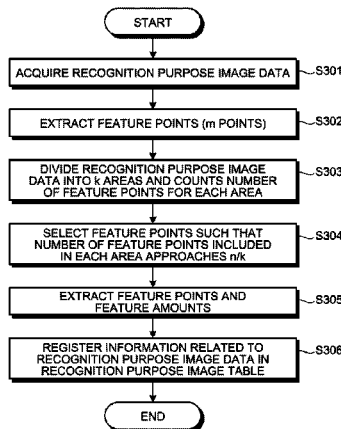 START
ACQUIRE RECOGNITION PURPOSE IMAGE DATA
S301
EXTRACT FEATURE POINTS (m POINTS)
S302
DIVIDE RECOGNITION PURPOSE IMAGE
DATA INTO k AREAS AND COUNTS NUMBER
OF FEATURE POINTS FOR EACH AREA
S303
SELECT FEATURE POINTS SUCH THAT
NUMBER OF FEATURE POINTS INCLUDED
IN EACH AREA APPROACHES n/k
S304
EXTRACT FEATURE POINTS AND
FEATURE AMOUNTS
S305
REGISTER INFORMATION RELATED TO
RECOGNITION PURPOSE IMAGE DATA IN
RECOGNITION PURPOSE IMAGE TABLE
S306
END